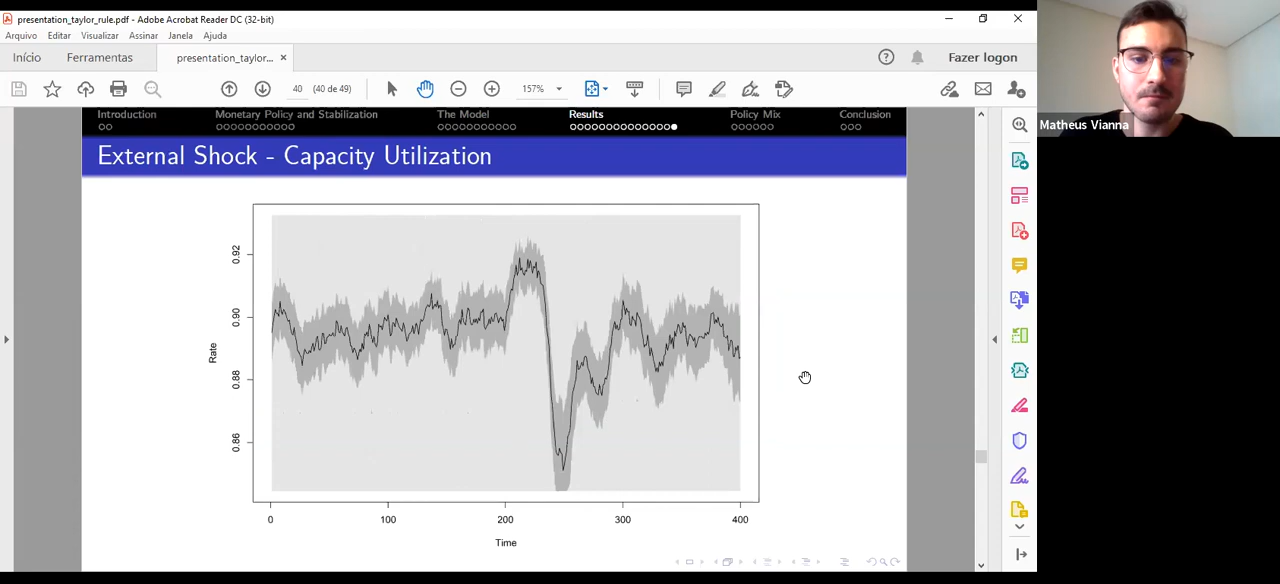 presentation_taylor_rule.pdf - Adobe Acrobat Reader DC (32-bit)
Arquivo Editar Visualizar Assinar Janela Ajuda
Início Ferramentas presentation_taylor... × Fazer logon
40 (40 de 49) 157%
Matheus Vianna
Introduction Monetary Policy and Stabilization The Model Results Policy Mix Conclusion
External Shock - Capacity Utilization
0.92
0.90
0.88
0.86
Rate
0 100 200 300 400
Time